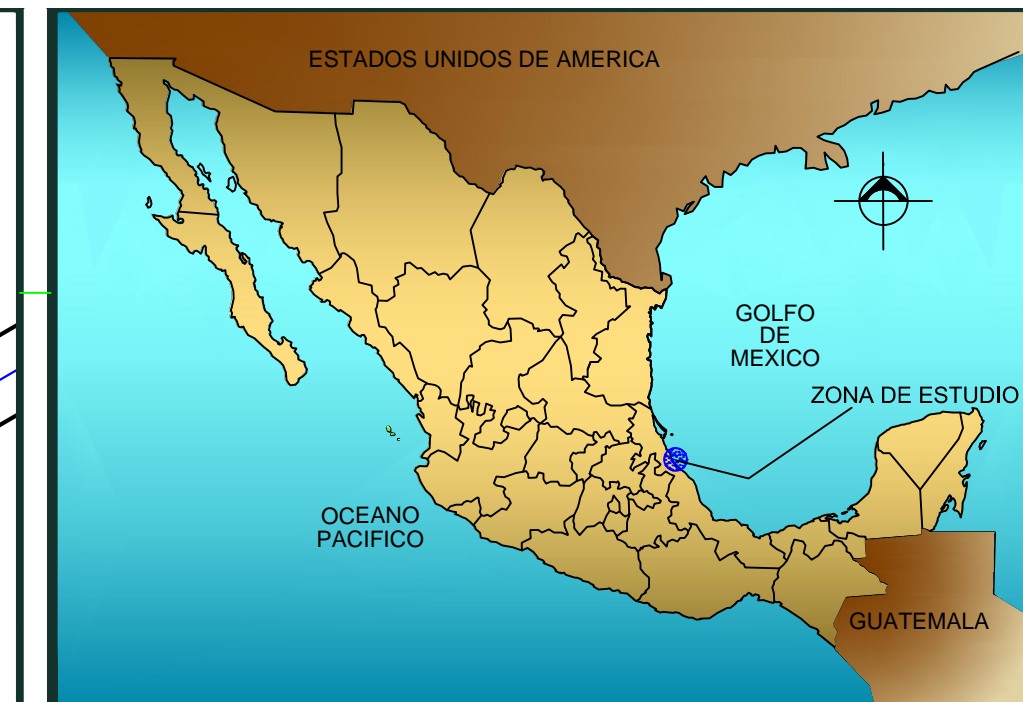 ESTADOS UNIDOS DE AMERICA
GOLFO
DE
MEXICO
ZONA DE ESTUDIO
OCEANO
PACIFICO
GUATEMALA